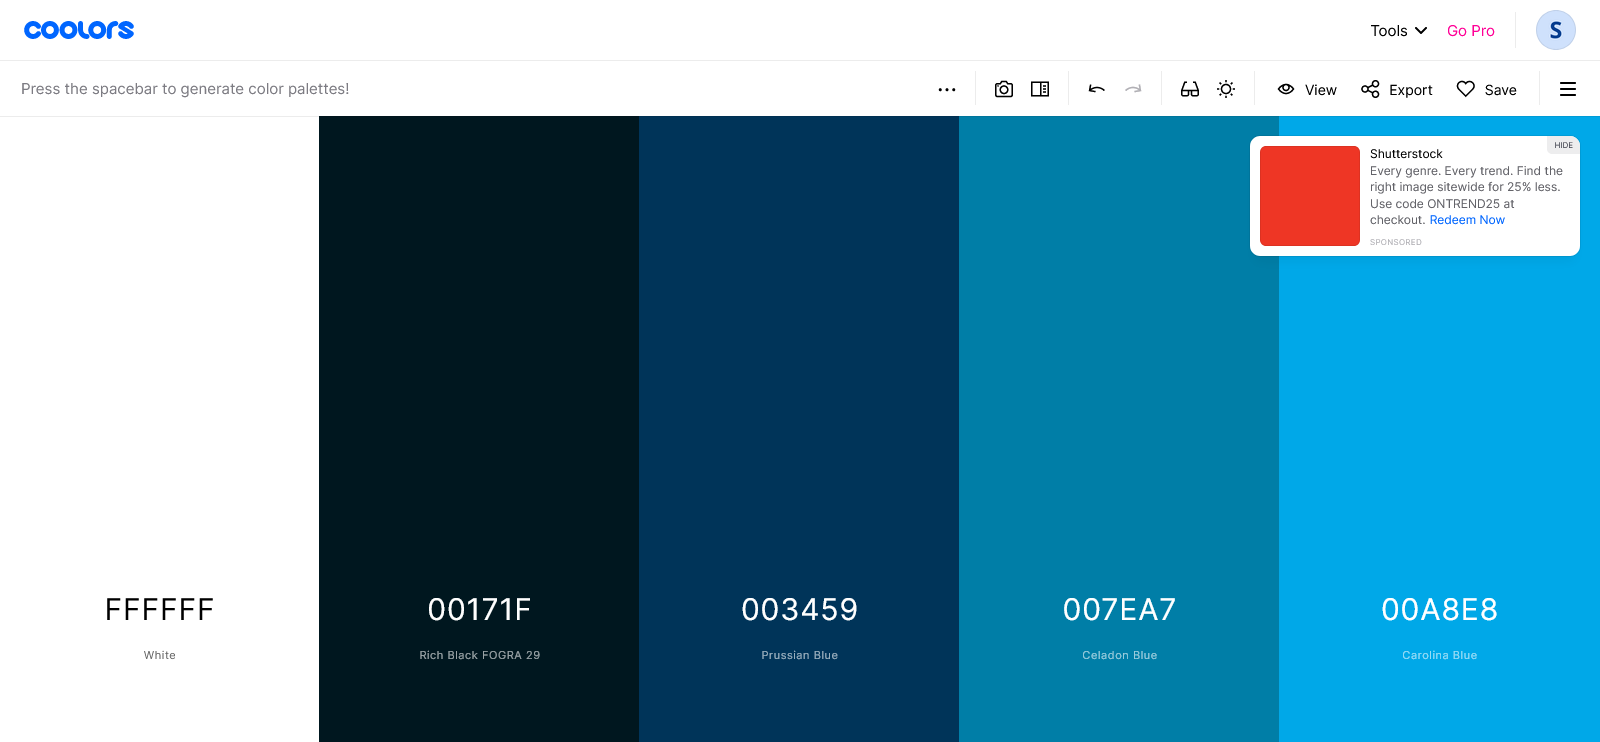 coolors
Tools
Go Pro
S
Press the spacebar to generate color palettes!
View
Export
Save
HIDE
Shutterstock
Every genre. Every trend. Find the
right image sitewide for 25% less.
Use code ONTREND25 at
checkout. Redeem Now
SPONSORED
FFFFFF
White
00171F
Rich Black FOGRA 29
003459
Prussian Blue
007EA7
Celadon Blue
00A8E8
Carolina Blue